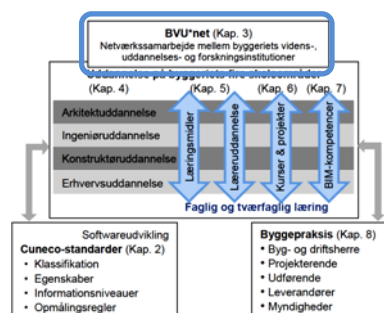 BVU*net (Kap. 3)
Netværkssamarbejde mellem byggeriets videns-,
uddannelses- og forskningsinstitutioner
Uddannelse på byggeriets fire skoleområder
(Kap. 4) (Kap. 5) (Kap. 6) (Kap. 7)
Arkitektuddannelse
Ingeniøruddannelse
Konstruktøruddannelse
Erhvervsuddannelse
Læringsmidler
Læreruddannelse
Kurser & projekter
BIM-kompetencer
Faglig og tværfaglig læring
Softwareudvikling
Cuneco-standarder (Kap. 2)
• Klassifikation
• Egenskaber
• Informationsniveauer
• Opmålingsregler
Byggepraksis (Kap. 8)
• Byg- og driftsherre
• Projekterende
• Udførende
• Leverandører
• Myndigheder